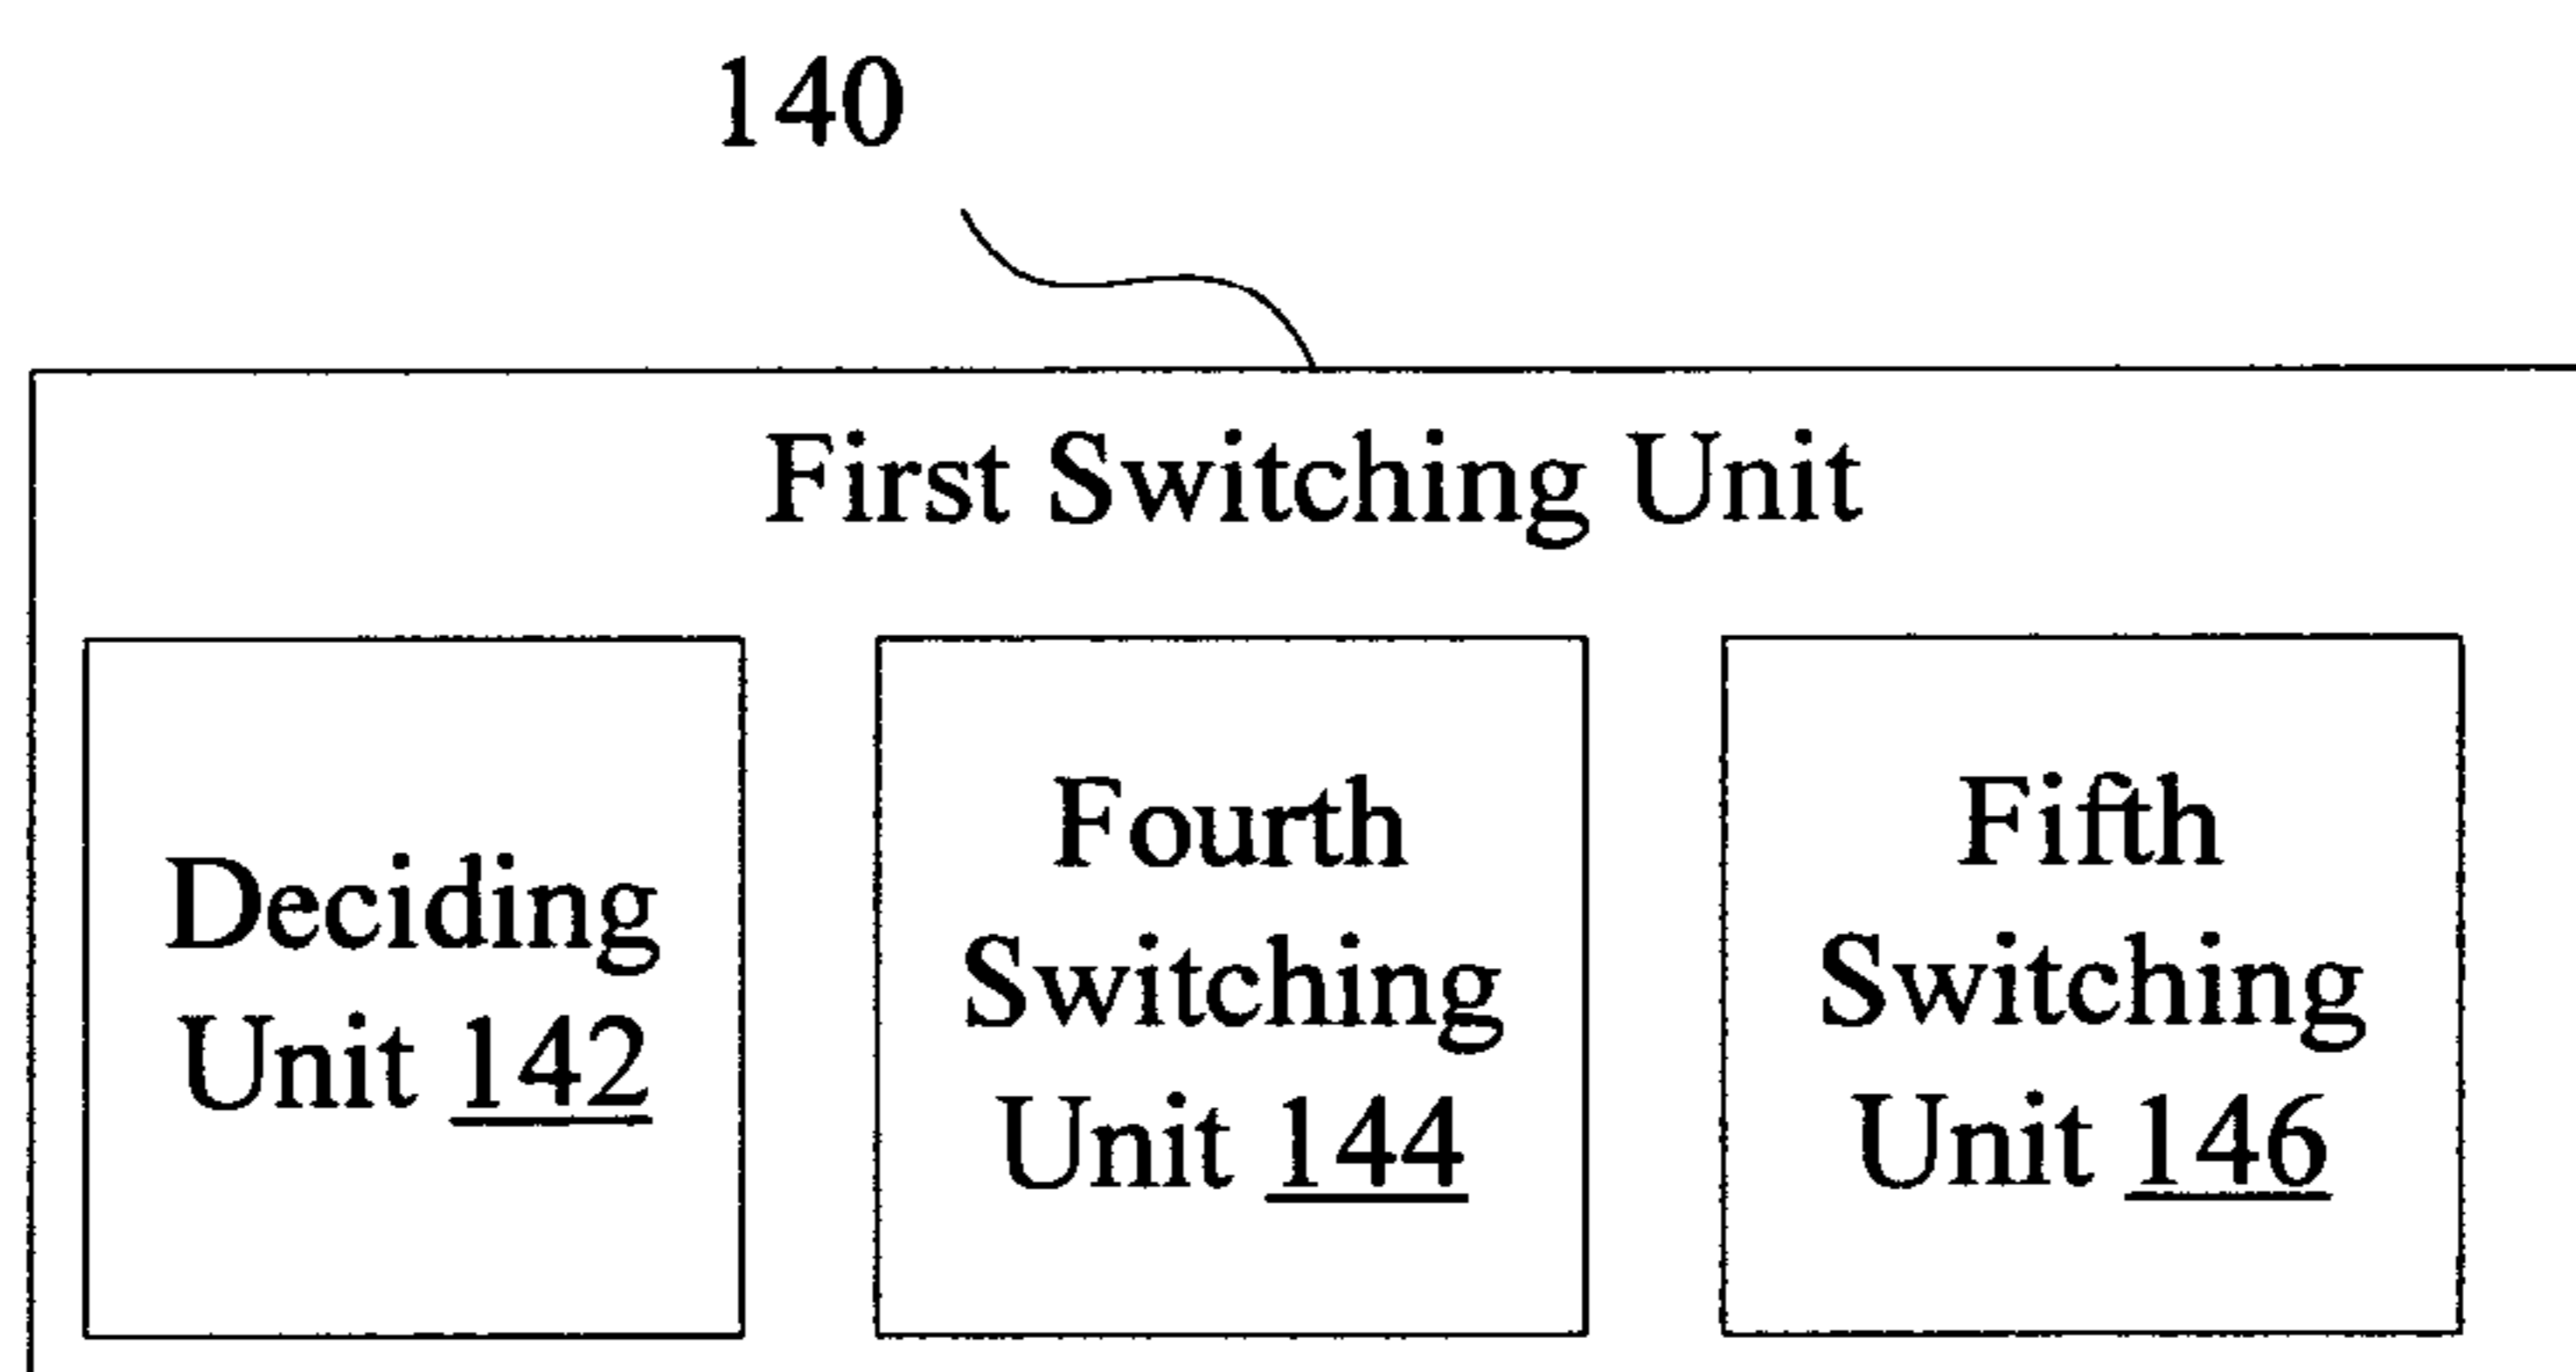 140
First Switching Unit
Deciding
Unit 142
Fourth
Switching
Unit 144
Fifth
Switching
Unit 146